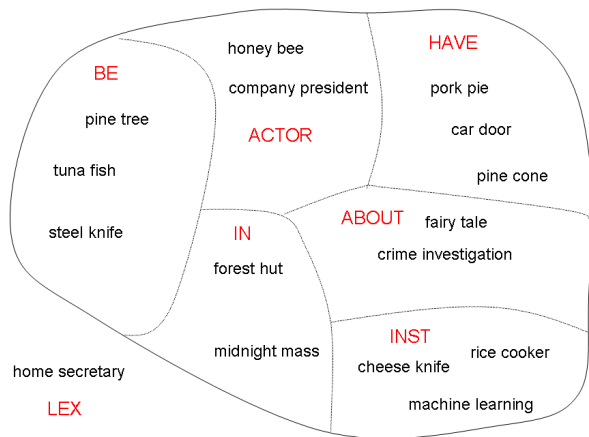 honey bee
HAVE
BE
company president
pork pie
pine tree
ACTOR
car door
tuna fish
pine cone
ABOUT
fairy tale
steel knife
IN
crime investigation
forest hut
INST
midnight mass
rice cooker
cheese knife
home secretary
machine learning
LEX